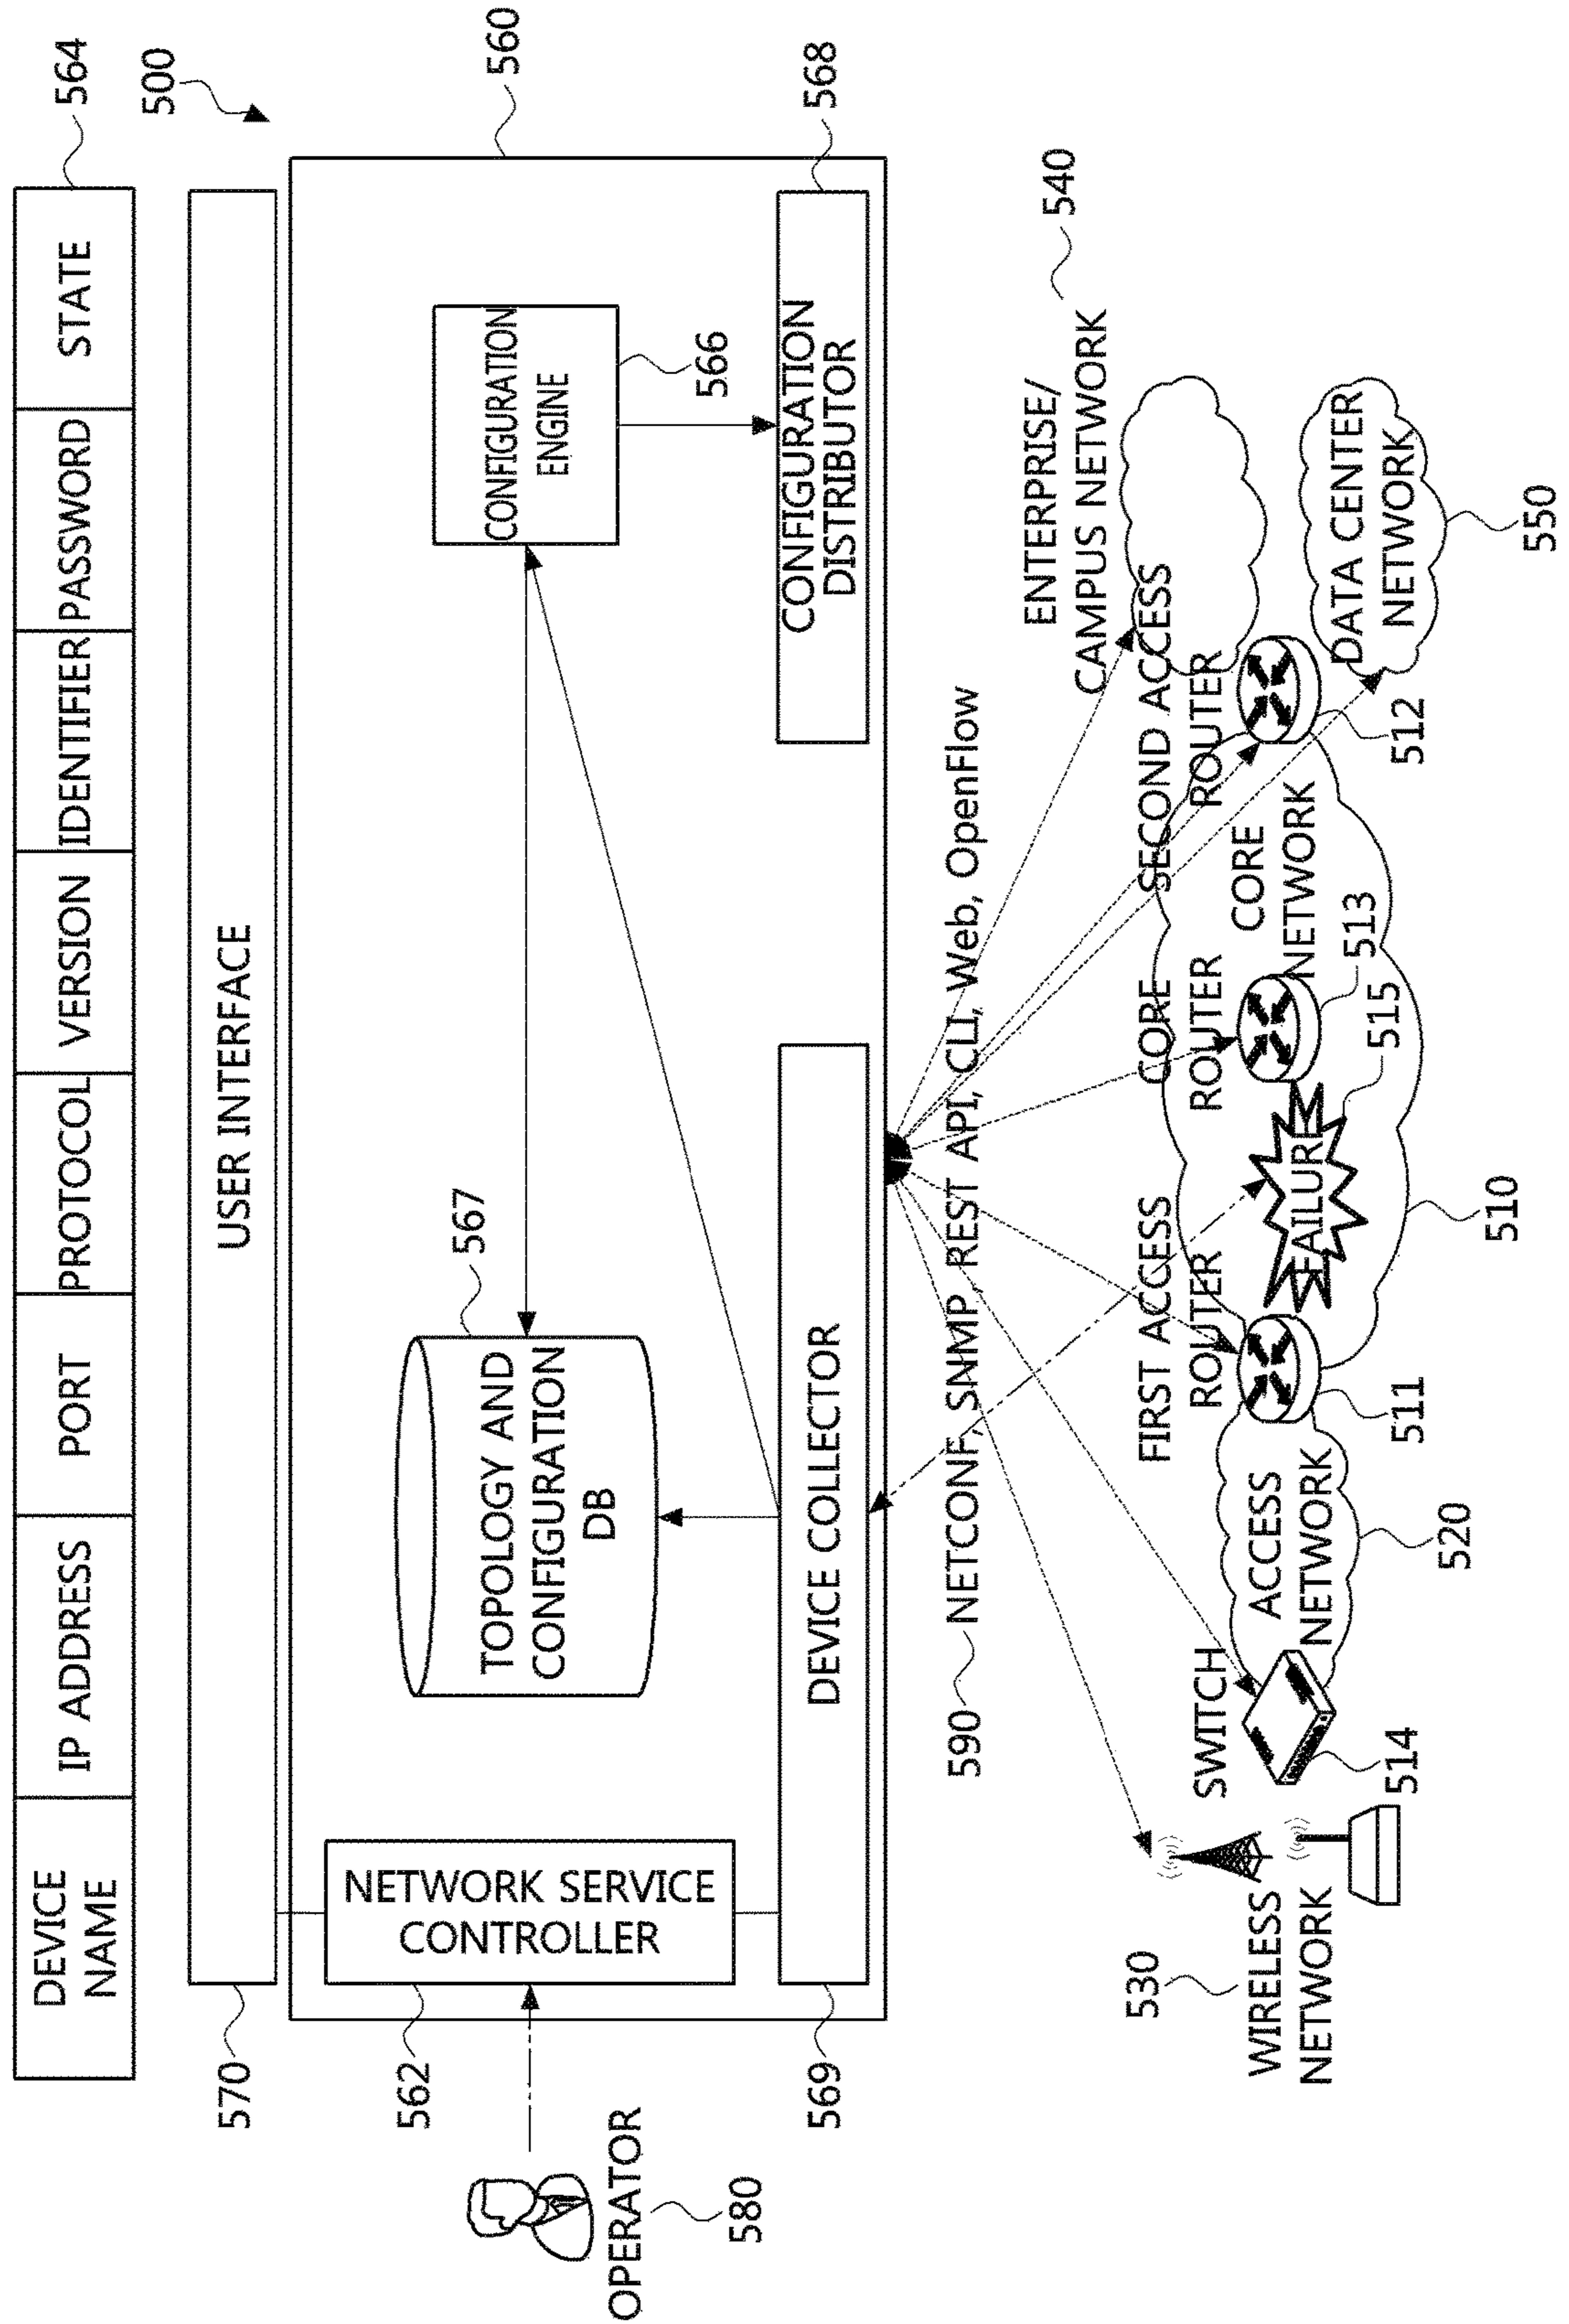 DEVICE
NAME
IP ADDRESS
PORT
PROTOCOL
VERSION
IDENTIFIER
PASSWORD
STATE
564
500
570
USER INTERFACE
560
562
NETWORK SERVICE
CONTROLLER
567
TOPOLOGY AND
CONFIGURATION
DB
CONFIGURATION
ENGINE
566
OPERATOR
580
569
DEVICE COLLECTOR
CONFIGURATION
DISTRIBUTOR
568
590
NETCONF, SNMP REST API, CLI, Web, OpenFlow
ENTERPRISE/
CAMPUS NETWORK
540
530
WIRELESS
NETWORK
SWITCH
514
ACCESS
NETWORK
520
FIRST ACCESS
ROUTER
511
FAILURE
515
510
CORE
ROUTER
513
CORE
NETWORK
SECOND ACCESS
ROUTER
512
DATA CENTER
NETWORK
550